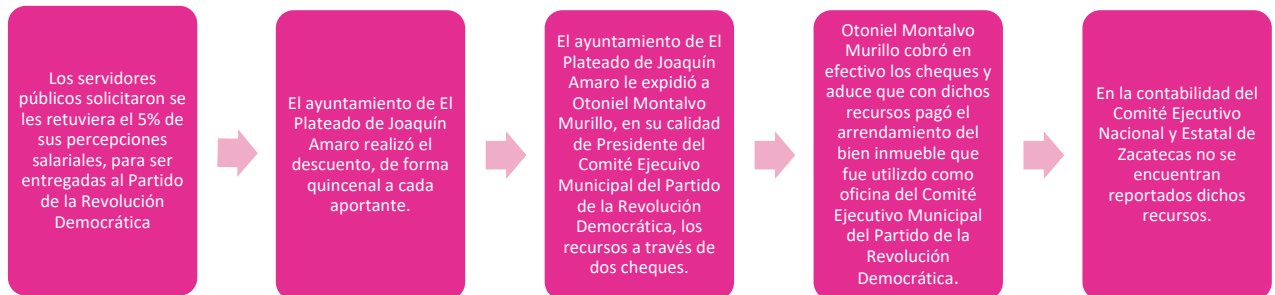 Los servidores
públicos solicitaron se
les retuviera el 5% de
sus percepciones
salariales, para ser
entregadas al Partido
de la Revolución
Democrática
El ayuntamiento de El
Plateado de Joaquín
Amaro realizó el
descuento, de forma
quincenal a cada
aportante.
El ayuntamiento de El
Plateado de Joaquín
Amaro le expidió a
Otoniel Montalvo
Murillo, en su calidad
de Presidente del
Comité Ejecuivo
Municipal del Partido
de la Revolución
Democrática, los
recursos a través de
dos cheques.
Otoniel Montalvo
Murillo cobró en
efectivo los cheques y
aduce que con dichos
recursos pagó el
arrendamiento del
bien inmueble que
fue utilizdo como
oficina del Comité
Ejecutivo Municipal
del Partido de la
Revolución
Democrática.
En la contabilidad del
Comité Ejecutivo
Nacional y Estatal de
Zacatecas no se
encuentran
reportados dichos
recursos.